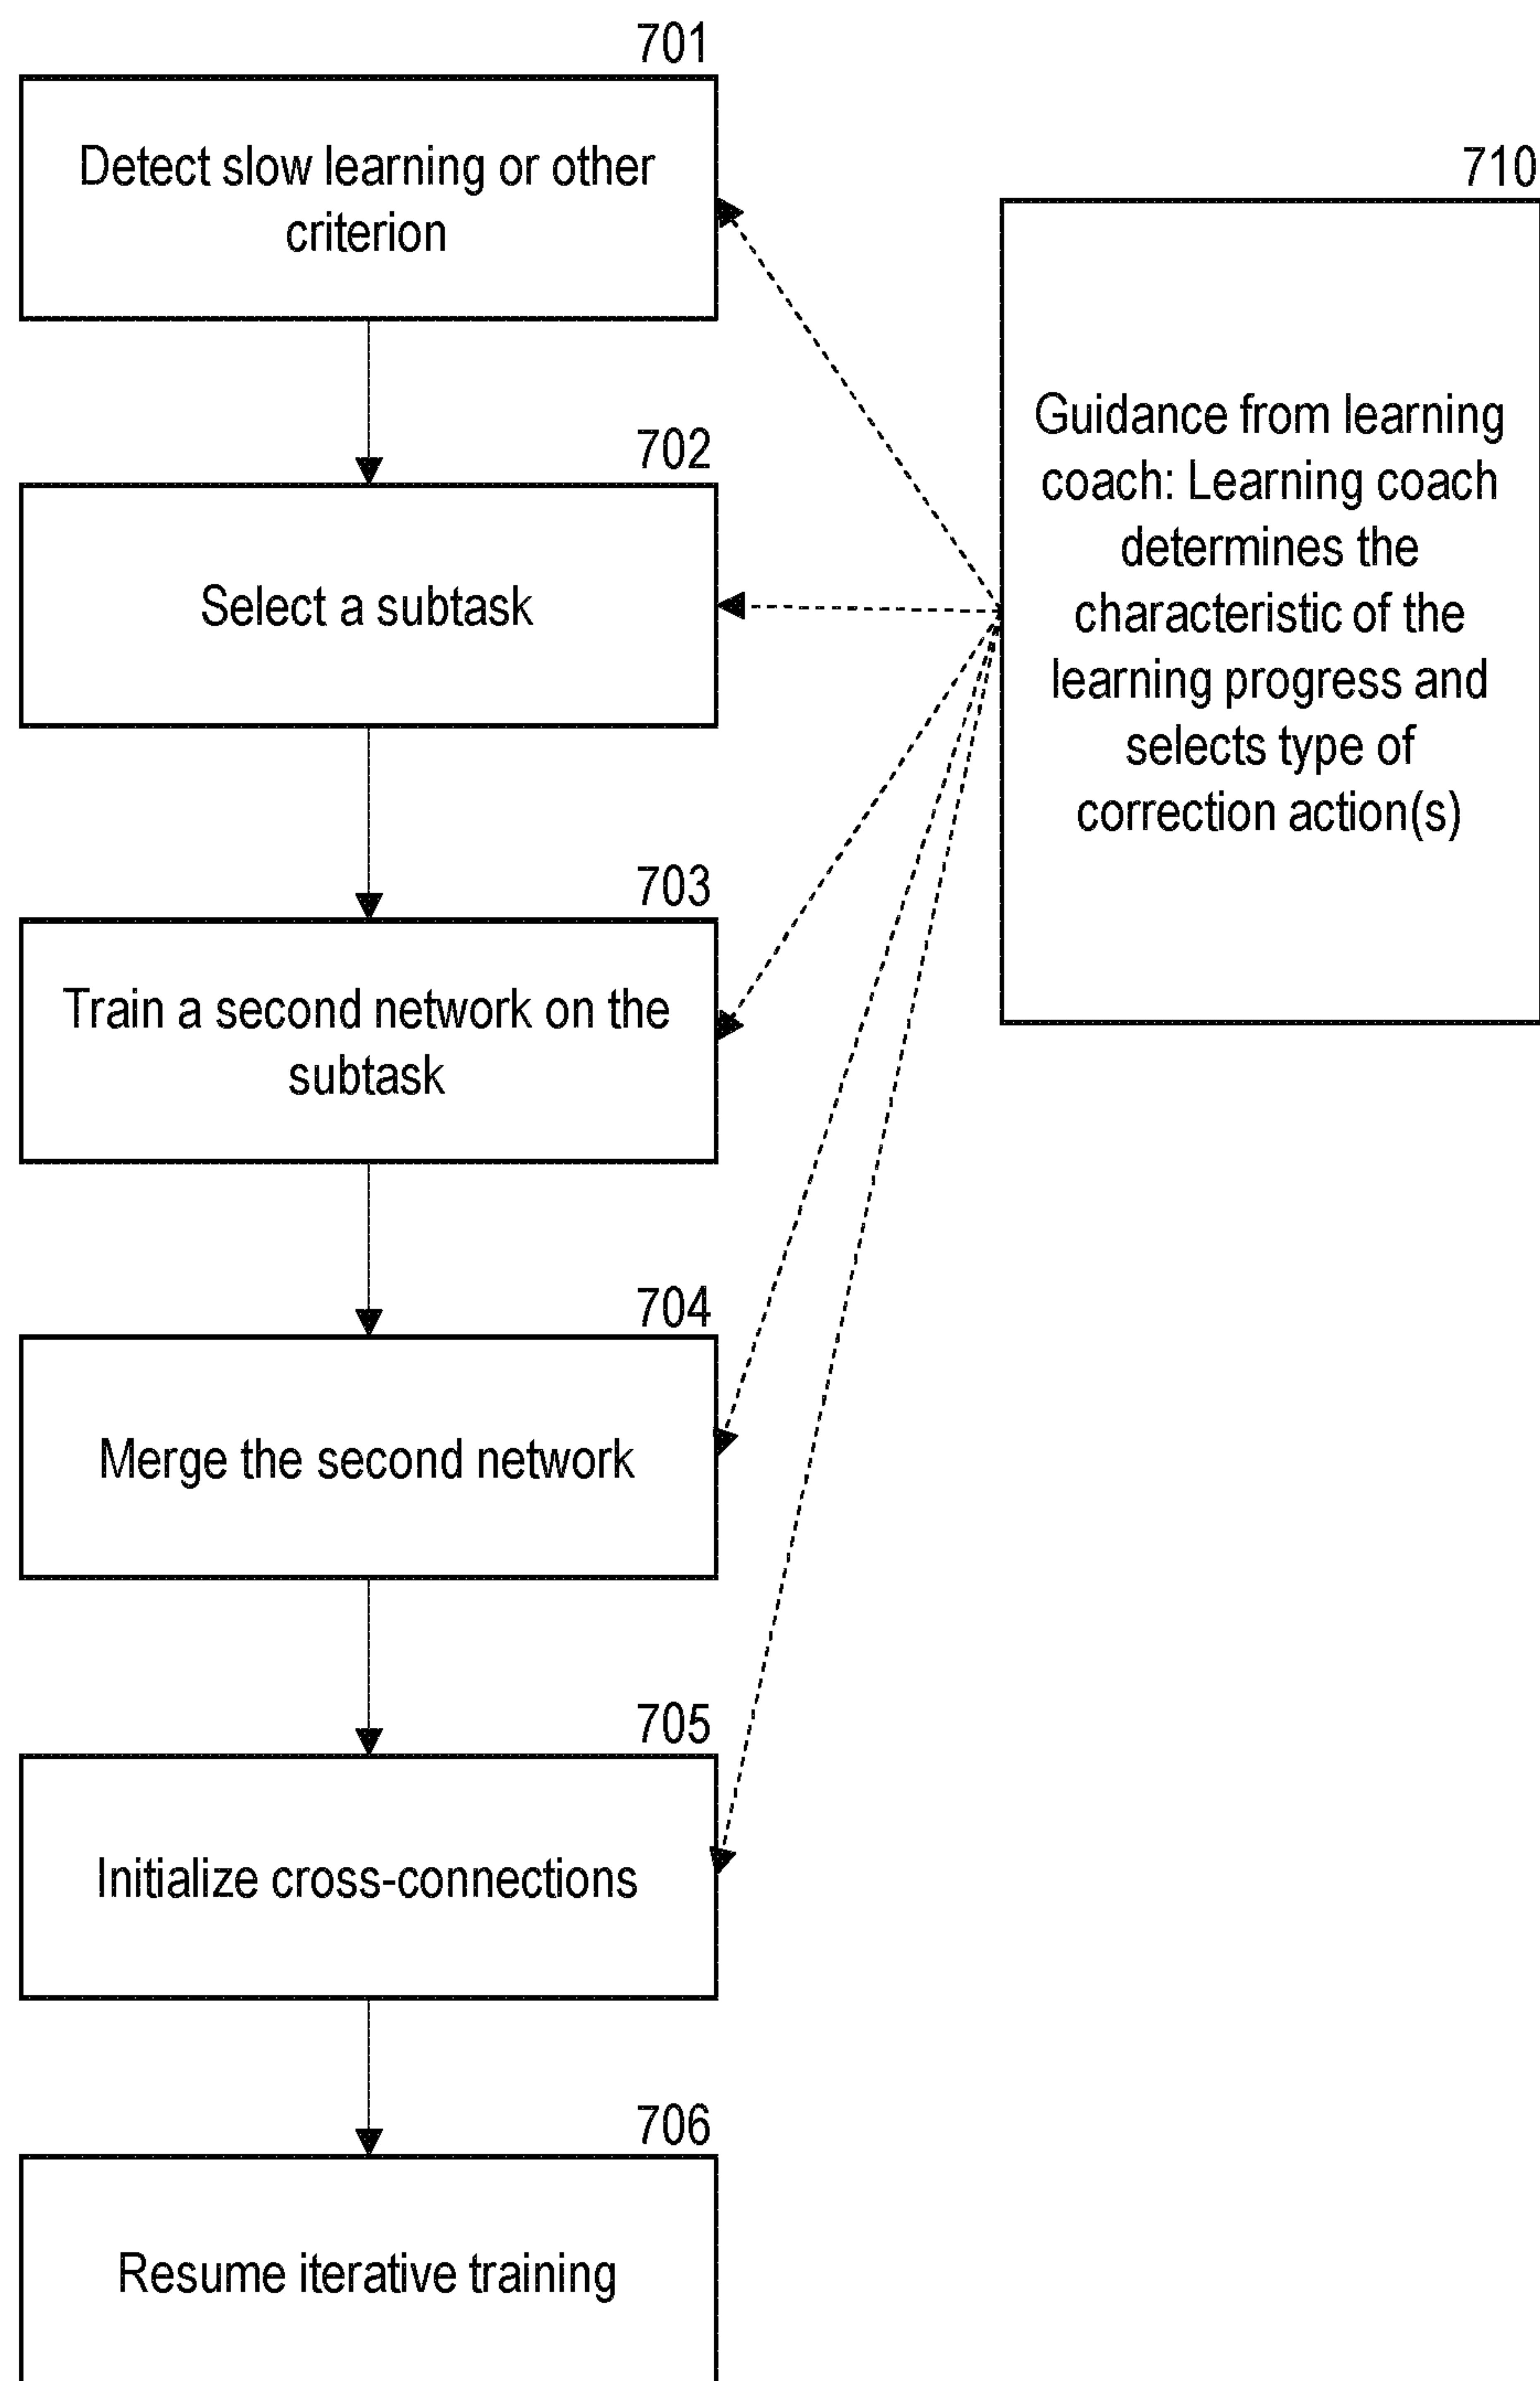 701
Detect slow learning or other
criterion
702
Select a subtask
703
Train a second network on the
subtask
704
Merge the second network
705
Initialize cross-connections
706
Resume iterative training
710
Guidance from learning
coach: Learning coach
determines the
characteristic of the
learning progress and
selects type of
correction action(s)